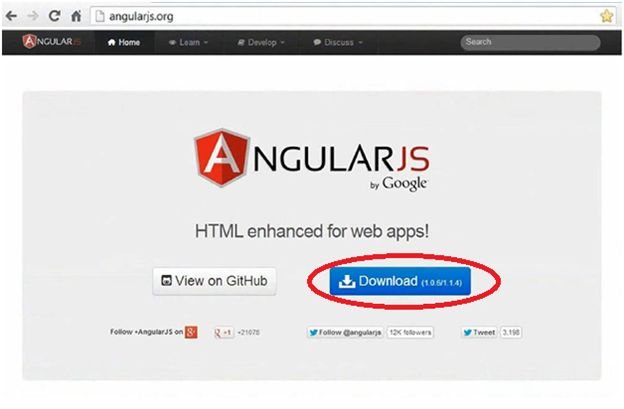 angularjs.org
ANGULARJS Home Learn Develop Discuss Search
ANGULARJS
by Google
HTML enhanced for web apps!
View on GitHub Download (1.0.6/1.1.4)
Follow +AngularJS on g+ g +1 +21075 Follow @angularjs 12K followers Tweet 3,198